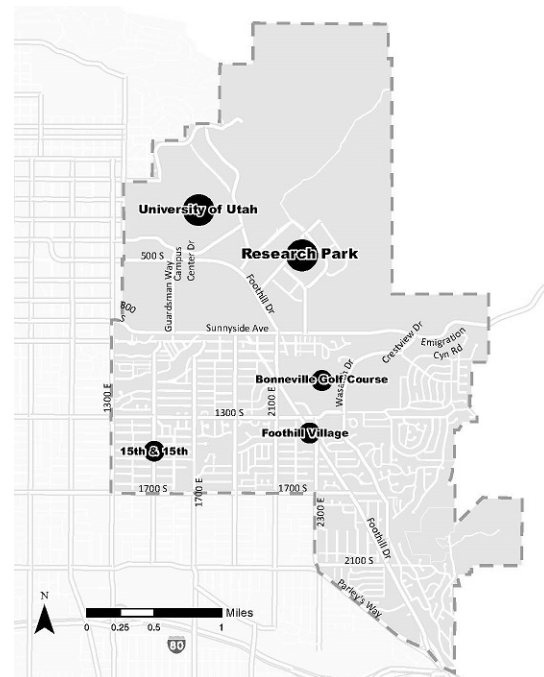 University of Utah
Research Park
500 S
Guardsman Way
Campus
Center Dr
Foothill Dr
800
S
Sunnyside Ave
Crestview Dr
Emigration
Cyn Rd
Wasatch Dr
Bonneville Golf Course
1300 E
2100 E
1300 S
Foothill Village
15th & 15th
1700 S
1700 E
1700 S
2300 E
Foothill Dr
2100 S
Parley's Way
N
Miles
0 0.25 0.5 1
80